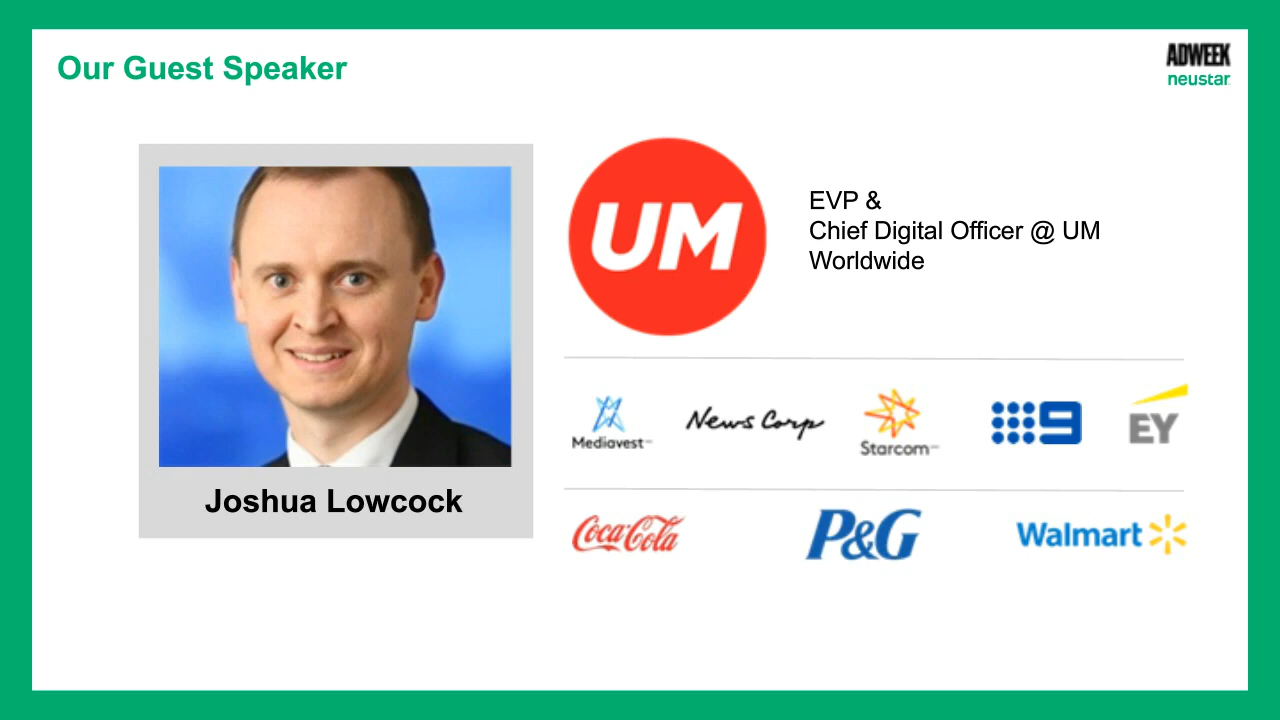 Our Guest Speaker
ADWEEK
neustar
UM
EVP &
Chief Digital Officer @ UM
Worldwide
Mediavest
News Corp
Starcom
9
EY
Joshua Lowcock
Coca-Cola
P&G
Walmart